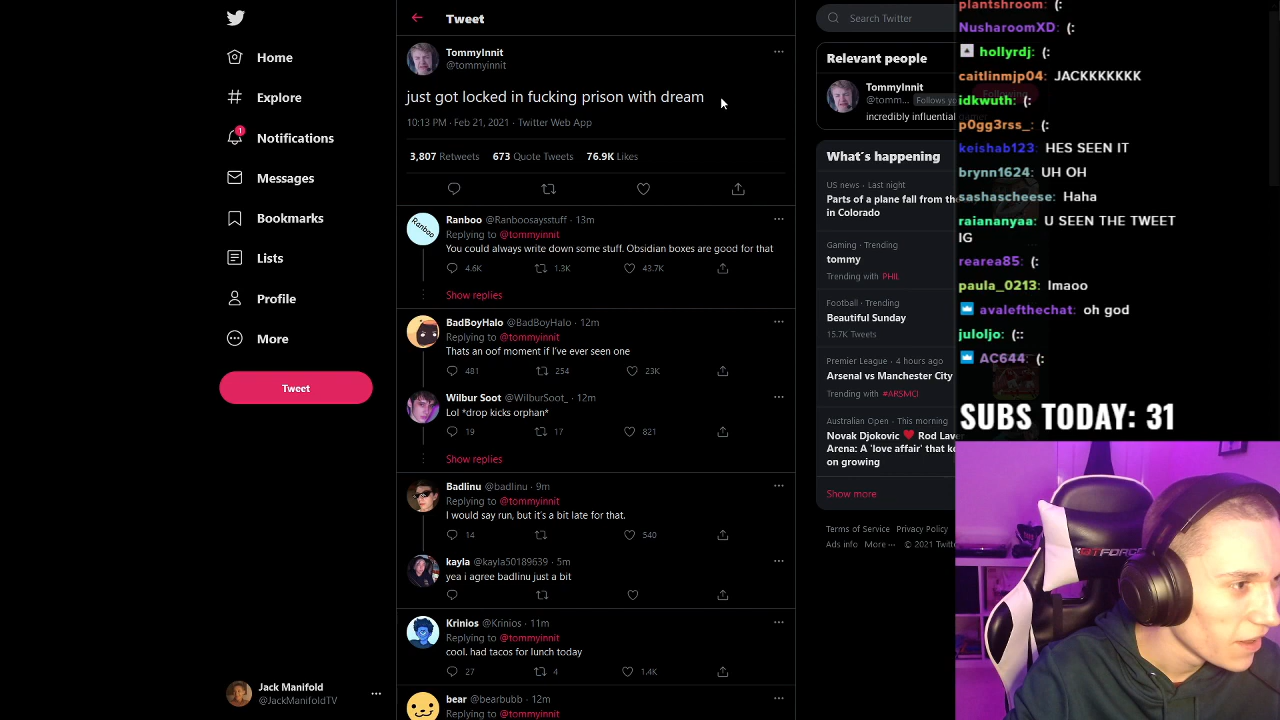 Home
Explore
1
Notifications
Messages
Bookmarks
Lists
Profile
More
Tweet
Jack Manifold
@JackManifoldTV
Tweet
TommyInnit
@tommyinnit
just got locked in fucking prison with dream
10:13 PM · Feb 21, 2021 · Twitter Web App
3,807 Retweets 673 Quote Tweets 76.9K Likes
Ranboo @Ranboosaysstuff · 13m
Replying to @tommyinnit
You could always write down some stuff. Obsidian boxes are good for that
4.6K 1.3K 43.7K
Show replies
BadBoyHalo @BadBoyHalo · 12m
Replying to @tommyinnit
Thats an oof moment if I've ever seen one
481 254 23K
Wilbur Soot @WilburSoot_ · 12m
Lol *drop kicks orphan*
19 17 821
Show replies
Badlinu @badlinu · 9m
Replying to @tommyinnit
I would say run, but it's a bit late for that.
14 540
kayla @kayla50189639 · 5m
yea i agree badlinu just a bit
Krinios @Krinios · 11m
Replying to @tommyinnit
cool. had tacos for lunch today
27 4 1.4K
bear @bearbubb · 12m
Replying to @tommyinnit
Search Twitter
Relevant people
TommyInnit
@tomm... Follows yo
Following
incredibly influential
What's happening
US news · Last night
Parts of a plane fall from the
in Colorado
Gaming · Trending
tommy
Trending with PHIL
Football · Trending
Beautiful Sunday
15.7K Tweets
Premier League · 4 hours ago
Arsenal vs Manchester City
Trending with #ARSMCI
Australian Open · This morning
Novak Djokovic ♥ Rod Lave
Arena: A 'love affair' that ke
on growing
Show more
Terms of Service Privacy Policy
Ads info More ··· © 2021 Twitte
plantshroom: (:
NusharoomXD: (:
hollyrdj: (:
caitlinmjp04: JACKKKKKKK
idkwuth: (:
p0gg3rss_: (:
keishab123: HES SEEN IT
brynn1624: UH OH
sashascheese: Haha
raiananyaa: U SEEN THE TWEET
IG
rearea85: (:
paula_0213: lmaoo
avalefthechat: oh god
juloljo: (::
AC644: (:
SUBS TODAY: 31